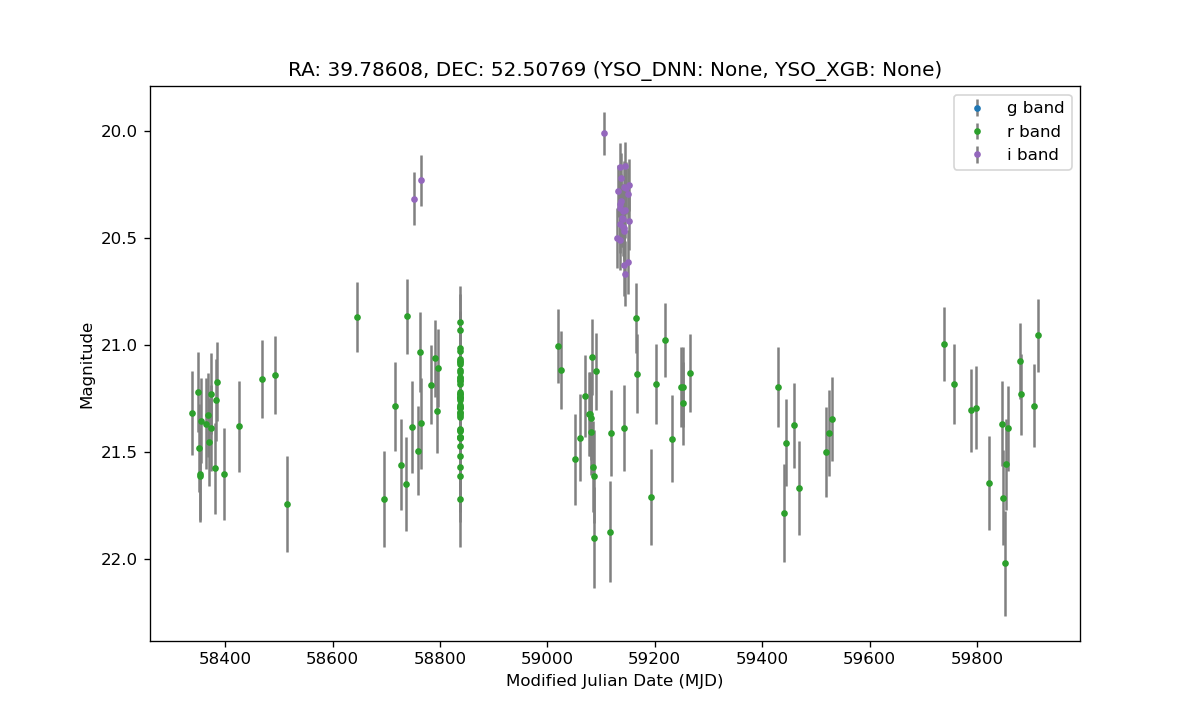 RA: 39.78608, DEC: 52.50769 (YSO_DNN: None, YSO_XGB: None)
g band
r band
i band
20.0
20.5
21.0
21.5
22.0
Magnitude
58400 58600 58800 59000 59200 59400 59600 59800
Modified Julian Date (MJD)